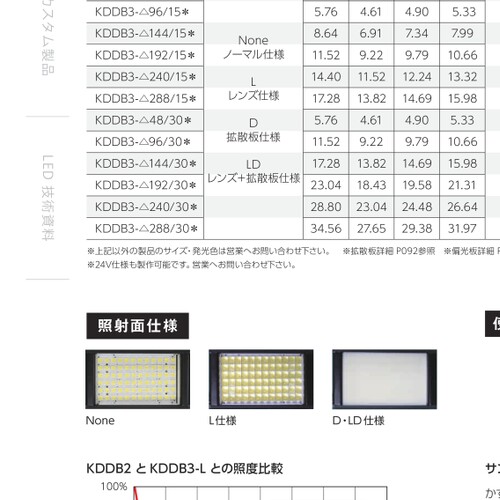 カスタム製品
LED 技術資料
KDDB3-△96/15＊ 5.76 4.61 4.90 5.33
KDDB3-△144/15＊ 8.64 6.91 7.34 7.99
KDDB3-△192/15＊ 11.52 9.22 9.79 10.66
KDDB3-△240/15＊ 14.40 11.52 12.24 13.32
KDDB3-△288/15＊ 17.28 13.82 14.69 15.98
KDDB3-△48/30＊ 5.76 4.61 4.90 5.33
KDDB3-△96/30＊ 11.52 9.22 9.79 10.66
KDDB3-△144/30＊ 17.28 13.82 14.69 15.98
KDDB3-△192/30＊ 23.04 18.43 19.58 21.31
KDDB3-△240/30＊ 28.80 23.04 24.48 26.64
KDDB3-△288/30＊ 34.56 27.65 29.38 31.97
None
ノーマル仕様
L
レンズ仕様
D
拡散板仕様
LD
レンズ+拡散板仕様
※上記以外の製品のサイズ・発光色は営業へお問い合わせ下さい。 ※拡散板詳細 P092参照 ※偏光板詳細
※24V仕様も製作可能です。営業へお問い合わせ下さい。
照射面仕様
None
L仕様
D・LD仕様
KDDB2 と KDDB3-L との照度比較
100%